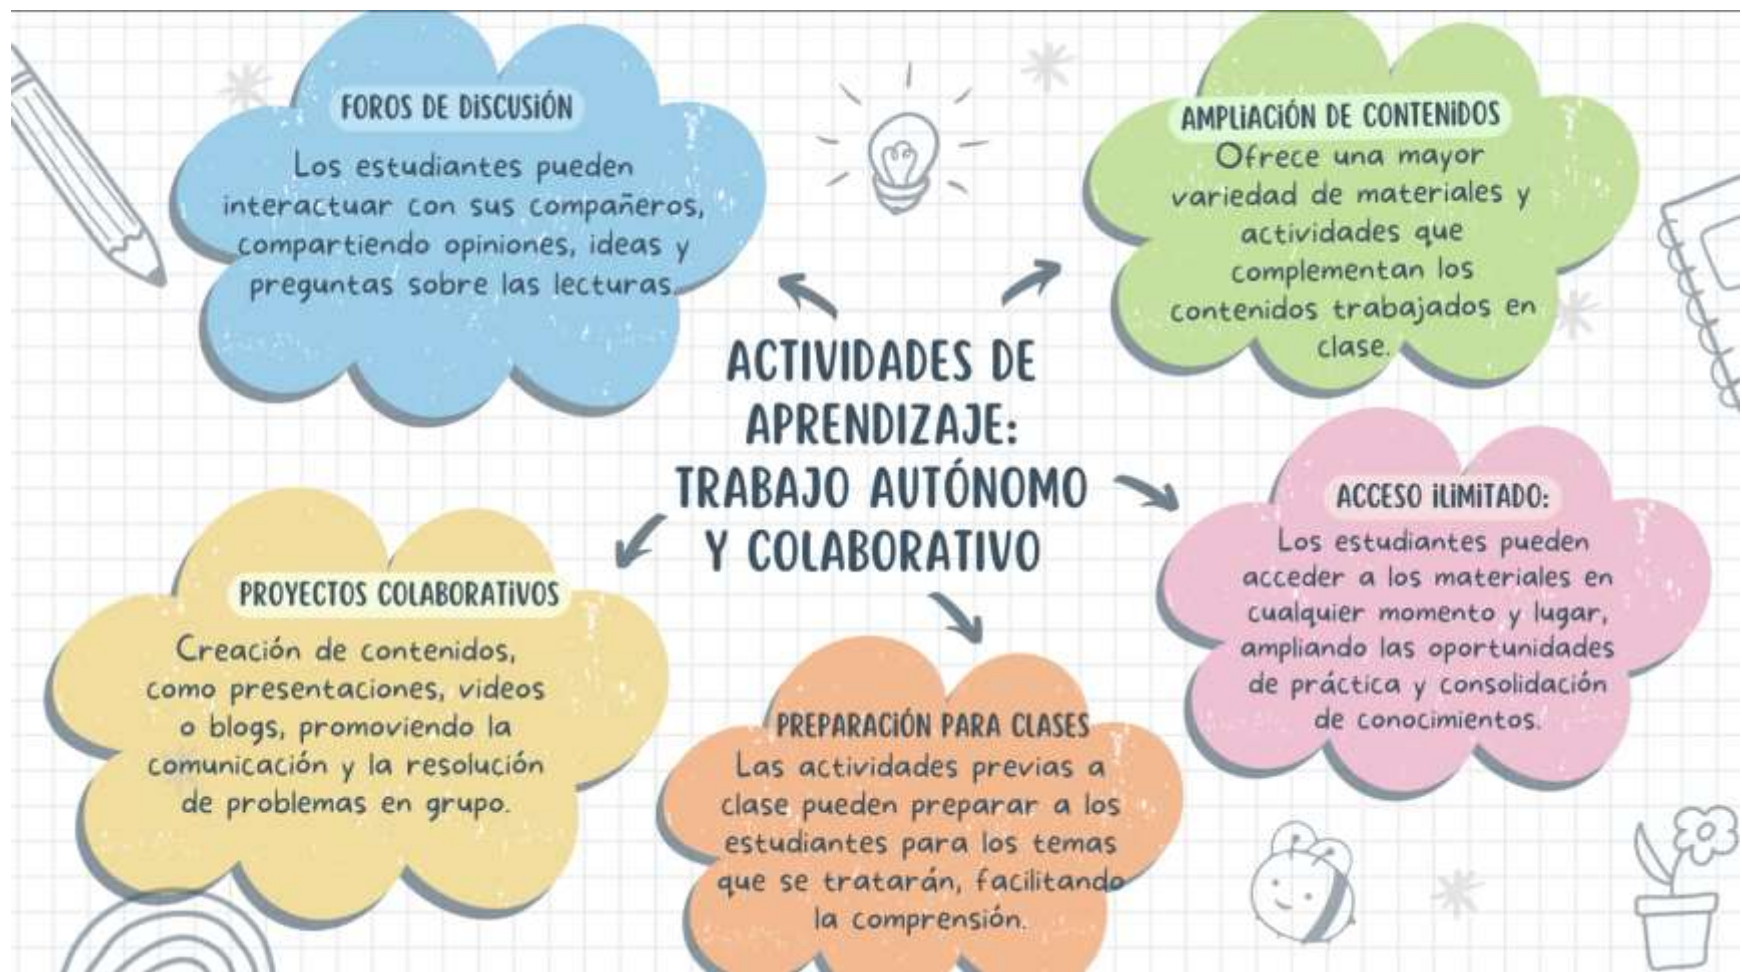 FOROS DE DISCUSIÓN
Los estudiantes pueden
interactuar con sus compañeros,
compartiendo opiniones, ideas y
preguntas sobre las lecturas.
AMPLIACIÓN DE CONTENIDOS
Ofrece una mayor
variedad de materiales y
actividades que
complementan los
contenidos trabajados en
clase.
ACTIVIDADES DE
APRENDIZAJE:
TRABAJO AUTÓNOMO
Y COLABORATIVO
ACCESO ILIMITADO:
Los estudiantes pueden
acceder a los materiales en
cualquier momento y lugar,
ampliando las oportunidades
de práctica y consolidación
de conocimientos.
PROYECTOS COLABORATIVOS
Creación de contenidos,
como presentaciones, videos
o blogs, promoviendo la
comunicación y la resolución
de problemas en grupo.
PREPARACIÓN PARA CLASES
Las actividades previas a
clase pueden preparar a los
estudiantes para los temas
que se tratarán, facilitando
la comprensión.